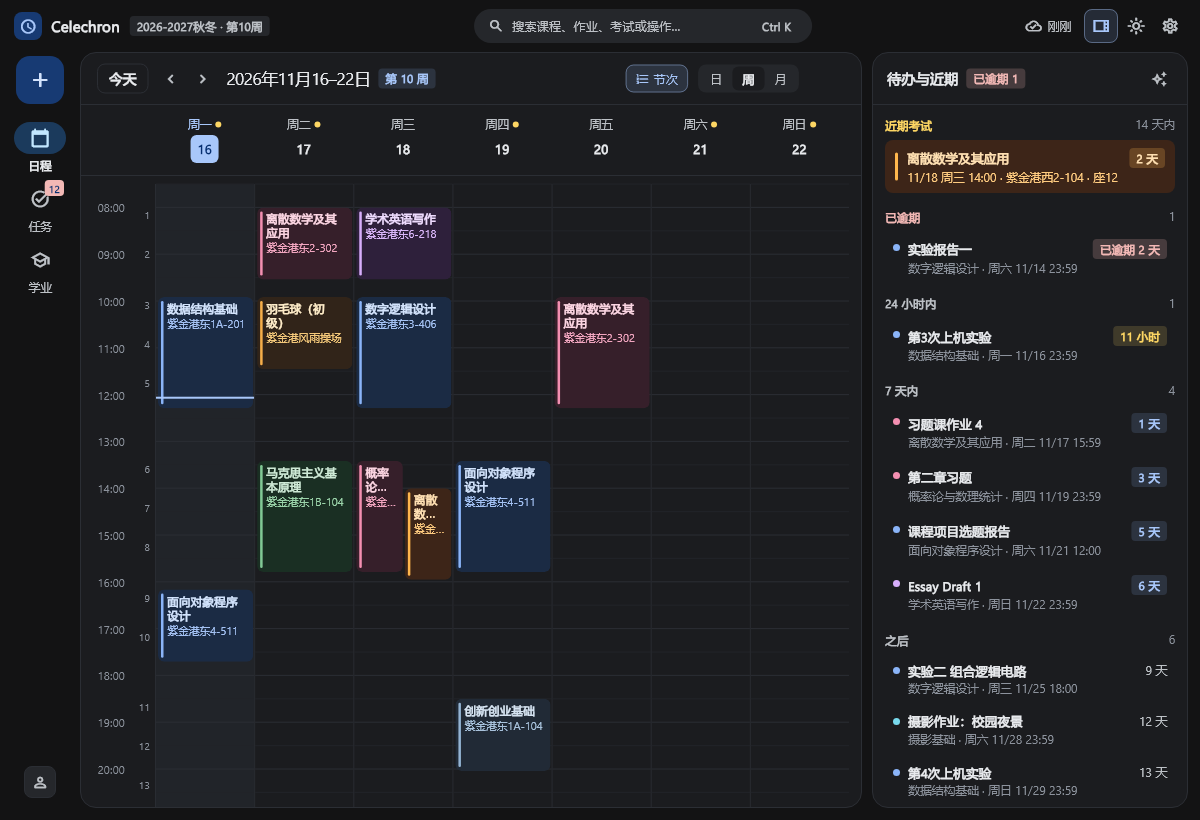 Celechron
2026-2027秋冬 · 第10周
搜索课程、作业、考试或操作...
Ctrl K
刚刚
日程
12
任务
学业
今天
2026年11月16–22日
第 10 周
节次
日
周
月
周一
周二
周三
周四
周五
周六
周日
16
17
18
19
20
21
22
08:00
09:00
10:00
11:00
12:00
13:00
14:00
15:00
16:00
17:00
18:00
19:00
20:00
1
2
3
4
5
6
7
8
9
10
11
12
13
数据结构基础
紫金港东1A-201
面向对象程序
设计
紫金港东4-511
离散数学及其
应用
紫金港东2-302
羽毛球（初
级）
紫金港风雨操场
马克思主义基
本原理
紫金港东1B-104
学术英语写作
紫金港东6-218
数字逻辑设计
紫金港东3-406
概率
论...
紫金...
离散
数...
紫金...
面向对象程序
设计
紫金港东4-511
创新创业基础
紫金港东1A-104
离散数学及其
应用
紫金港东2-302
待办与近期
已逾期 1
近期考试
14 天内
离散数学及其应用
2 天
11/18 周三 14:00 · 紫金港西2-104 · 座12
已逾期
1
实验报告一
已逾期 2 天
数字逻辑设计 · 周六 11/14 23:59
24 小时内
1
第3次上机实验
11 小时
数据结构基础 · 周一 11/16 23:59
7 天内
4
习题课作业 4
1 天
离散数学及其应用 · 周二 11/17 15:59
第二章习题
3 天
概率论与数理统计 · 周四 11/19 23:59
课程项目选题报告
5 天
面向对象程序设计 · 周六 11/21 12:00
Essay Draft 1
6 天
学术英语写作 · 周日 11/22 23:59
之后
6
实验二 组合逻辑电路
9 天
数字逻辑设计 · 周三 11/25 18:00
摄影作业：校园夜景
12 天
摄影基础 · 周六 11/28 23:59
第4次上机实验
13 天
数据结构基础 · 周日 11/29 23:59